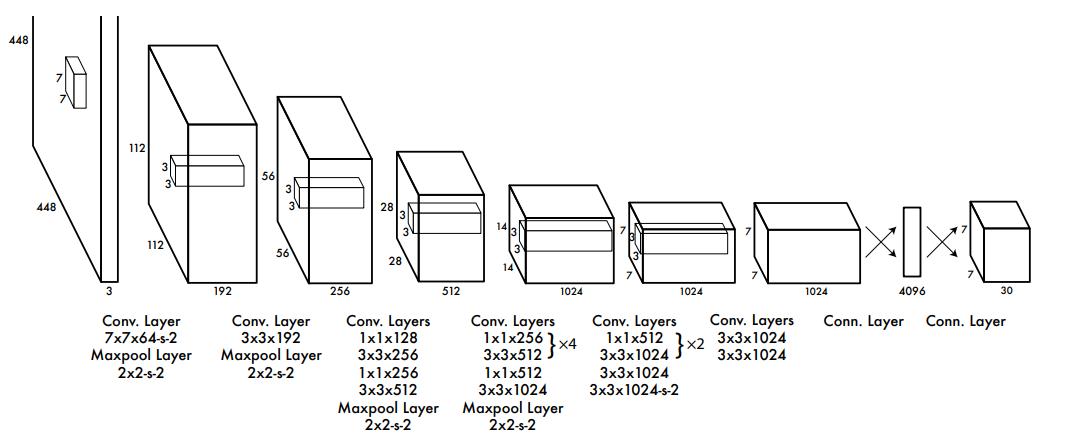 448
7
7
448
3
112
3
3
112
192
56
3
3
56
256
28
3
3
28
512
14
3
3
14
1024
7
3
3
7
1024
7
7
1024
4096
7
7
30
Conv. Layer
7x7x64-s-2
Maxpool Layer
2x2-s-2
Conv. Layer
3x3x192
Maxpool Layer
2x2-s-2
Conv. Layers
1x1x128
3x3x256
1x1x256
3x3x512
Maxpool Layer
2x2-s-2
Conv. Layers
1x1x256
3x3x512
} ×4
1x1x512
3x3x1024
Maxpool Layer
2x2-s-2
Conv. Layers
1x1x512
3x3x1024
} ×2
3x3x1024
3x3x1024-s-2
Conv. Layers
3x3x1024
3x3x1024
Conn. Layer
Conn. Layer